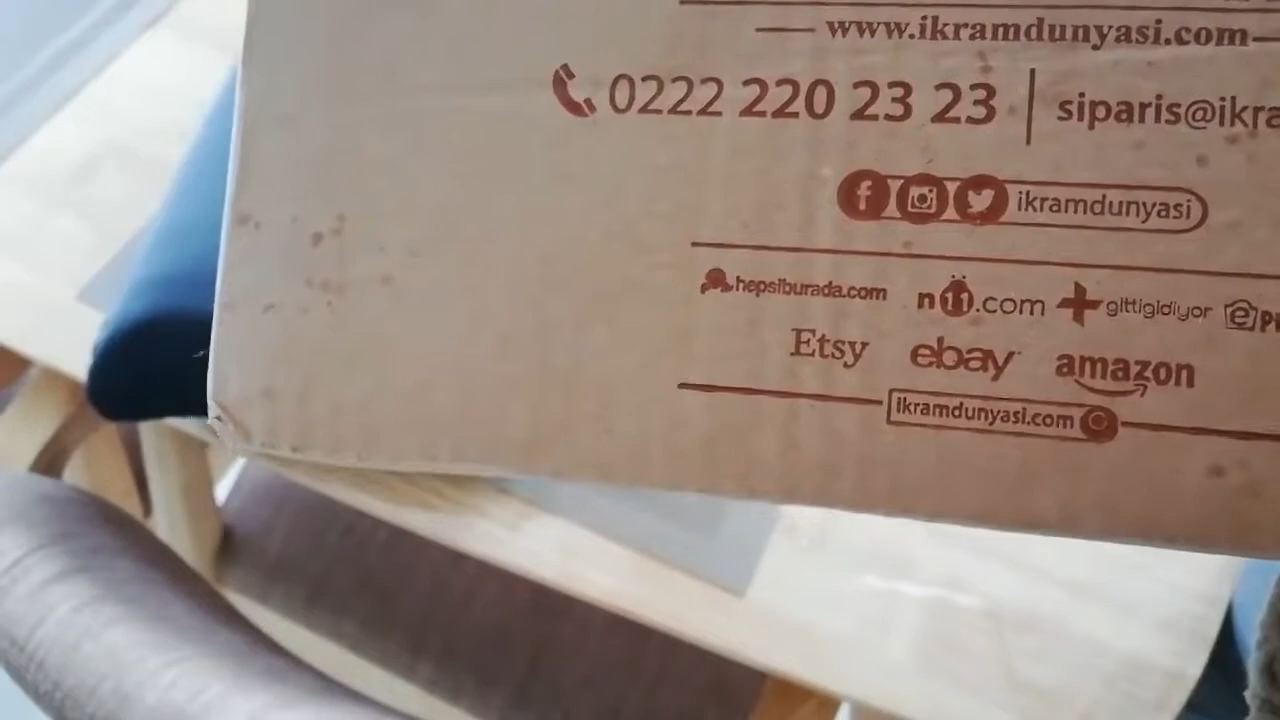 www.ikramdunyasi.com
0222 220 23 23 | siparis@ikra
ikramdunyasi
hepsiburada.com n11.com gittigidiyor
Etsy ebay amazon
ikramdunyasi.com